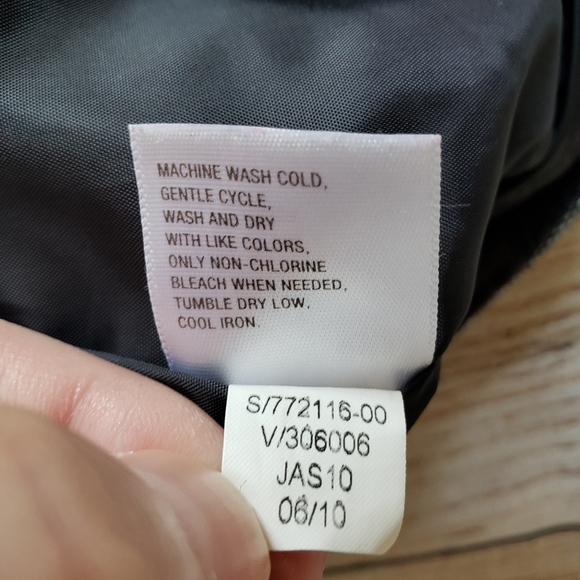 MACHINE WASH COLD,
GENTLE CYCLE,
WASH AND DRY
WITH LIKE COLORS,
ONLY NON-CHLORINE
BLEACH WHEN NEEDED,
TUMBLE DRY LOW,
COOL IRON.
S/772116-00
V/306006
JAS10
06/10